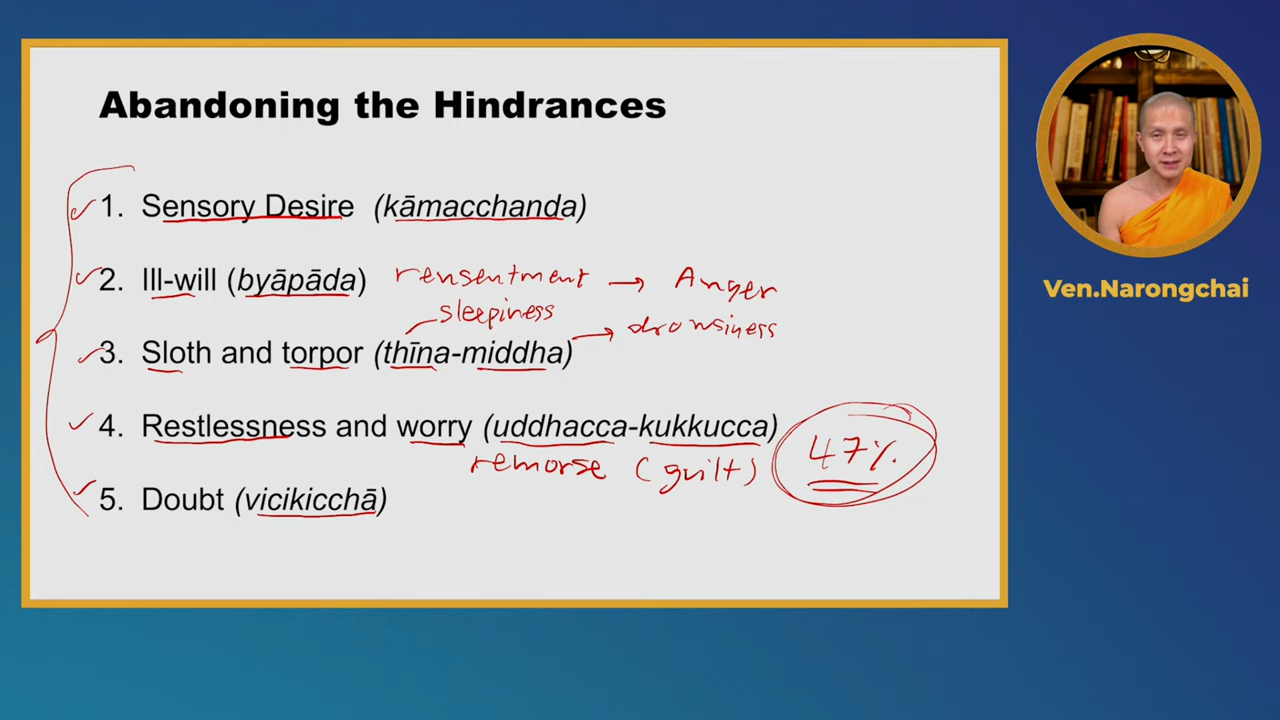 Abandoning the Hindrances
1. Sensory Desire (kāmacchanda)
2. Ill-will (byāpāda) rensentment → Anger
sleepiness
drowsiness
3. Sloth and torpor (thīna-middha)
4. Restlessness and worry (uddhacca-kukkucca) 47%
remorse (guilt)
5. Doubt (vicikicchā)
Ven.Narongchai